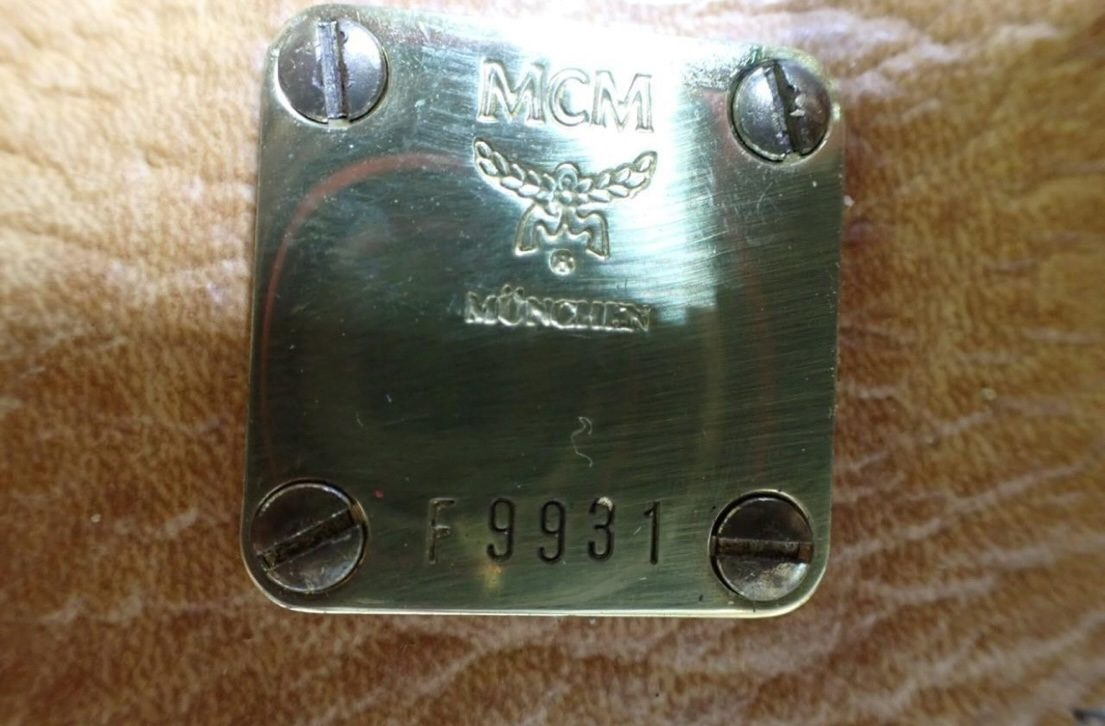 MCM
®
MÜNCHEN
F 9931